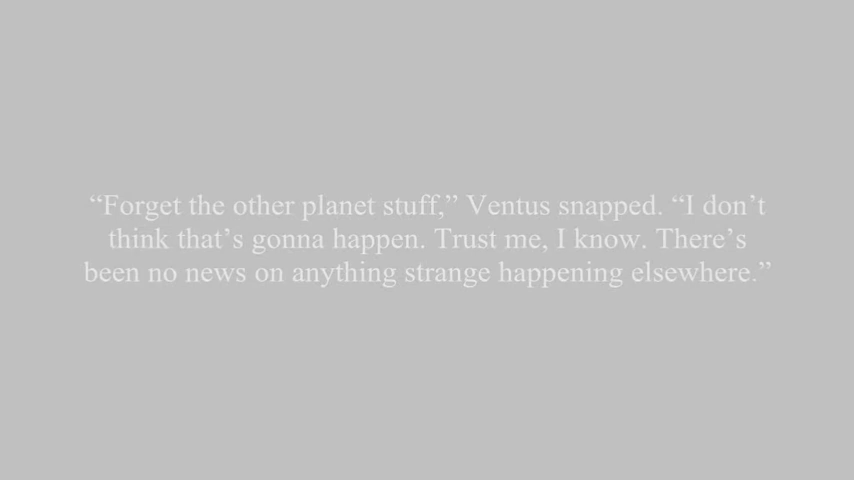 “Forget the other planet stuff,” Ventus snapped. “I don’t
think that’s gonna happen. Trust me, I know. There’s
been no news on anything strange happening elsewhere.”